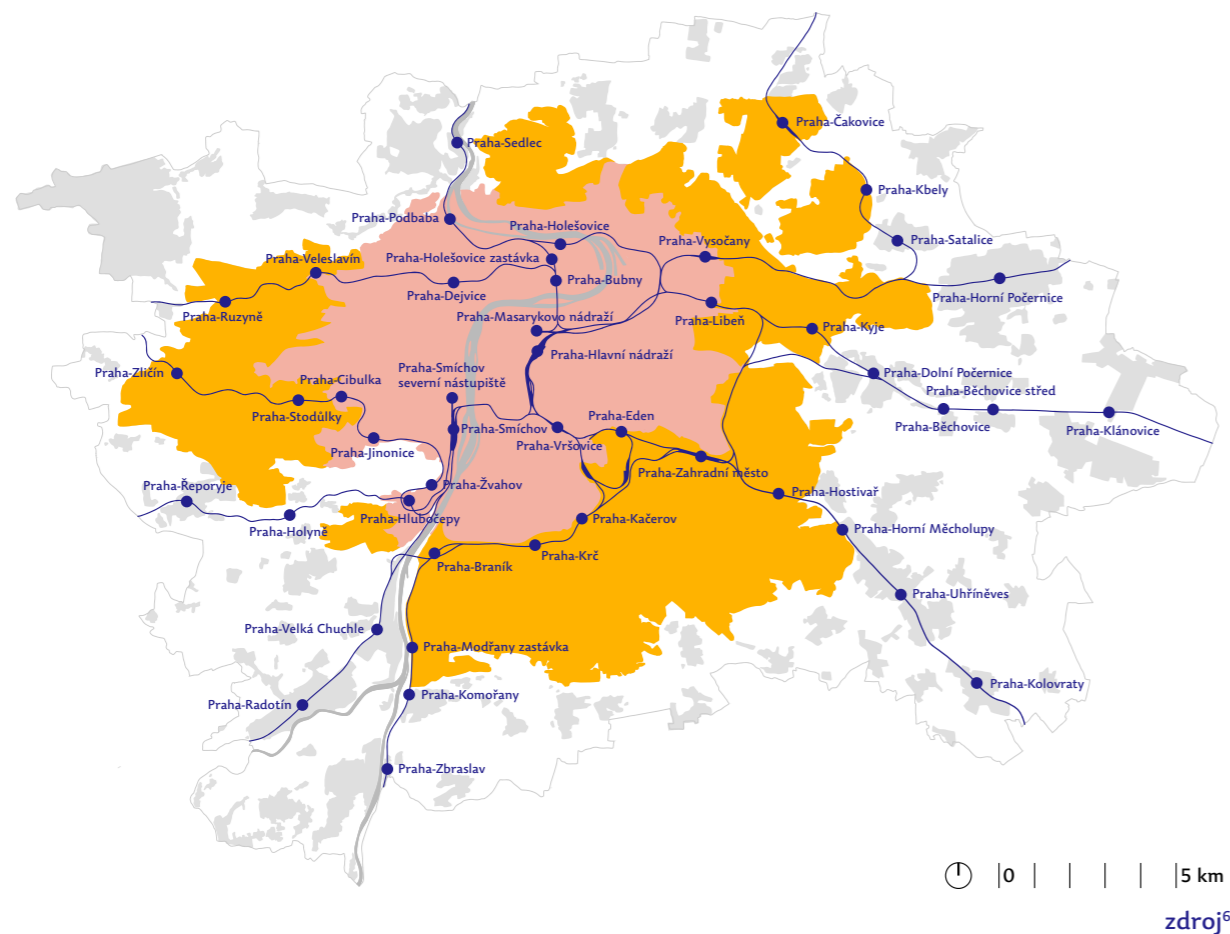 Praha-Čakovice
Praha-Sedlec
Praha-Kbely
Praha-Podbaba
Praha-Holešovice
Praha-Vysočany
Praha-Satalice
Praha-Veleslavín
Praha-Holešovice zastávka
Praha-Bubny
Praha-Dejvice
Praha-Horní Počernice
Praha-Ruzyně
Praha-Masarykovo nádraží
Praha-Libeň
Praha-Kyje
Praha-Hlavní nádraží
Praha-Zličín
Praha-Cibulka
Praha-Smíchov
severní nástupiště
Praha-Dolní Počernice
Praha-Běchovice střed
Praha-Stodůlky
Praha-Eden
Praha-Smíchov
Praha-Vršovice
Praha-Běchovice
Praha-Klánovice
Praha-Jinonice
Praha-Zahradní město
Praha-Řeporyje
Praha-Žvahov
Praha-Hostivař
Praha-Hlubočepy
Praha-Kačerov
Praha-Holyně
Praha-Horní Měcholupy
Praha-Krč
Praha-Braník
Praha-Uhříněves
Praha-Velká Chuchle
Praha-Modřany zastávka
Praha-Kolovraty
Praha-Komořany
Praha-Radotín
Praha-Zbraslav
0 5 km
zdroj6